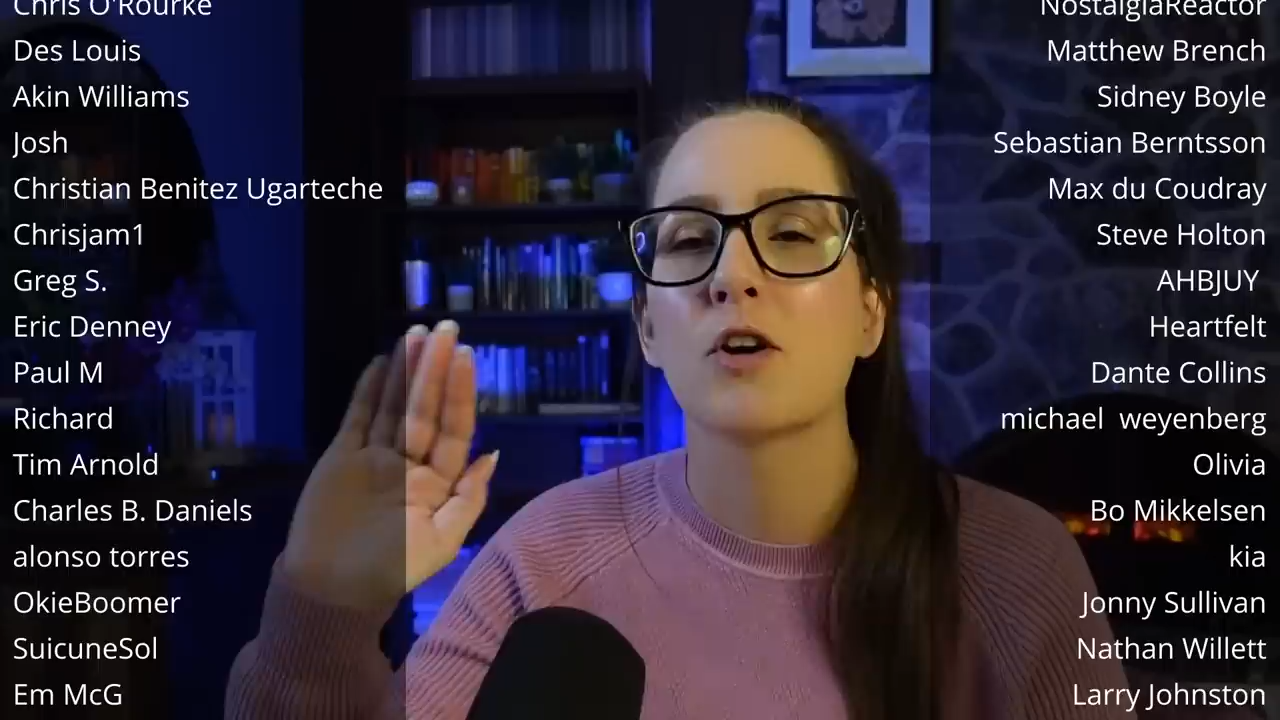 Chris O'Rourke
Des Louis
Akin Williams
Josh
Christian Benitez Ugarteche
Chrisjam1
Greg S.
Eric Denney
Paul M
Richard
Tim Arnold
Charles B. Daniels
alonso torres
OkieBoomer
SuicuneSol
Em McG
NostalgiaReactor
Matthew Brench
Sidney Boyle
Sebastian Berntsson
Max du Coudray
Steve Holton
AHBJUY
Heartfelt
Dante Collins
michael weyenberg
Olivia
Bo Mikkelsen
kia
Jonny Sullivan
Nathan Willett
Larry Johnston